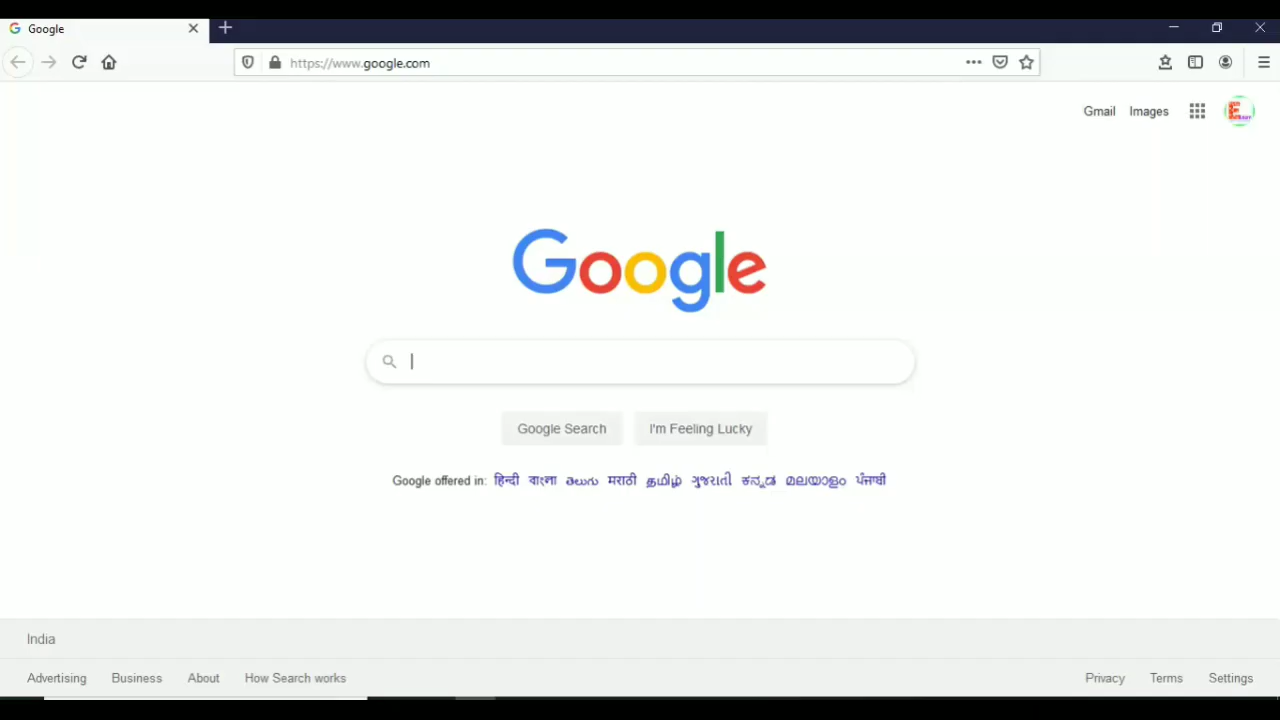 Google
https://www.google.com
Gmail Images
Google
Google Search I'm Feeling Lucky
Google offered in: हिन्दी বাংলা తెలుగు मराठी தமிழ் ગુજરાતી ಕನ್ನಡ മലയാളം ਪੰਜਾਬੀ
India
Advertising Business About How Search works Privacy Terms Settings